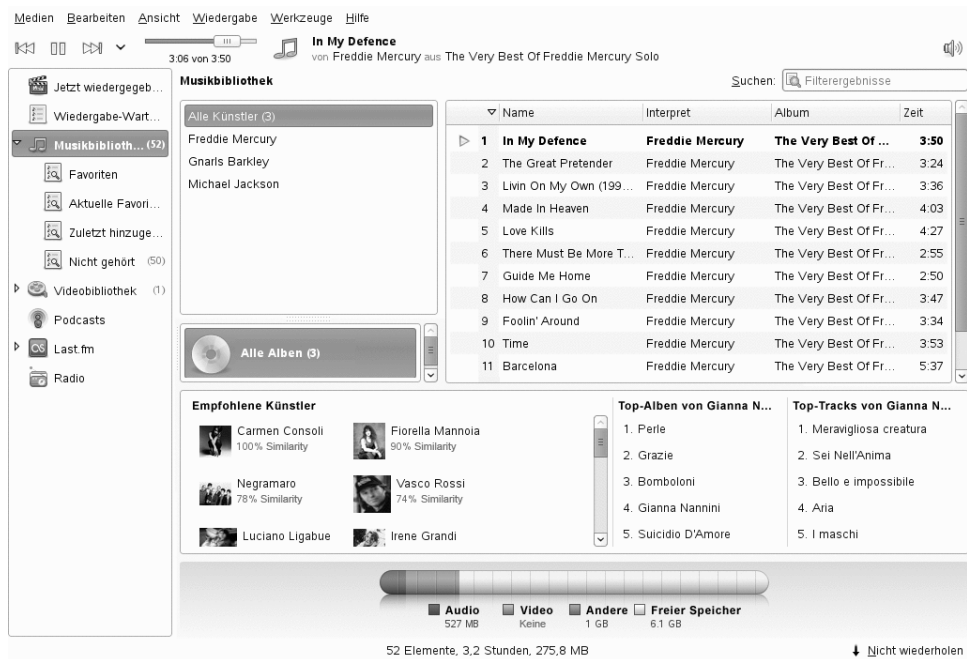 Medien Bearbeiten Ansicht Wiedergabe Werkzeuge Hilfe
3:06 von 3:50
In My Defence
von Freddie Mercury aus The Very Best Of Freddie Mercury Solo
Jetzt wiedergegeb...
Wiedergabe-Wart...
Musikbiblioth... (52)
Favoriten
Aktuelle Favori...
Zuletzt hinzuge...
Nicht gehört (50)
Videobibliothek (1)
Podcasts
Last.fm
Radio
Musikbibliothek
Suchen: Filterergebnisse
Alle Künstler (3)
Freddie Mercury
Gnarls Barkley
Michael Jackson
Alle Alben (3)
Name Interpret Album Zeit
1 In My Defence Freddie Mercury The Very Best Of ... 3:50
2 The Great Pretender Freddie Mercury The Very Best Of Fr... 3:24
3 Livin On My Own (199... Freddie Mercury The Very Best Of Fr... 3:36
4 Made In Heaven Freddie Mercury The Very Best Of Fr... 4:03
5 Love Kills Freddie Mercury The Very Best Of Fr... 4:27
6 There Must Be More T... Freddie Mercury The Very Best Of Fr... 2:55
7 Guide Me Home Freddie Mercury The Very Best Of Fr... 2:50
8 How Can I Go On Freddie Mercury The Very Best Of Fr... 3:47
9 Foolin' Around Freddie Mercury The Very Best Of Fr... 3:34
10 Time Freddie Mercury The Very Best Of Fr... 3:53
11 Barcelona Freddie Mercury The Very Best Of Fr... 5:37
Empfohlene Künstler
Carmen Consoli
100% Similarity
Fiorella Mannoia
90% Similarity
Negramaro
78% Similarity
Vasco Rossi
74% Similarity
Luciano Ligabue
Irene Grandi
Top-Alben von Gianna N...
1. Perle
2. Grazie
3. Bomboloni
4. Gianna Nannini
5. Suicidio D'Amore
Top-Tracks von Gianna N...
1. Meravigliosa creatura
2. Sei Nell'Anima
3. Bello e impossibile
4. Aria
5. I maschi
Audio
527 MB
Video
Keine
Andere
1 GB
Freier Speicher
6.1 GB
52 Elemente, 3,2 Stunden, 275,8 MB
Nicht wiederholen